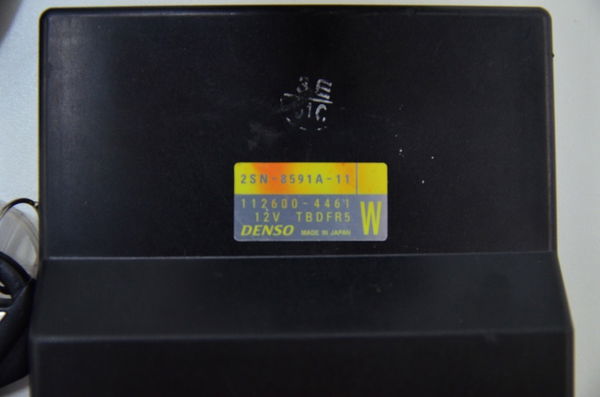 2SN-8591A-11
112600-4461
12V TBDFR5
DENSO MADE IN JAPAN
W